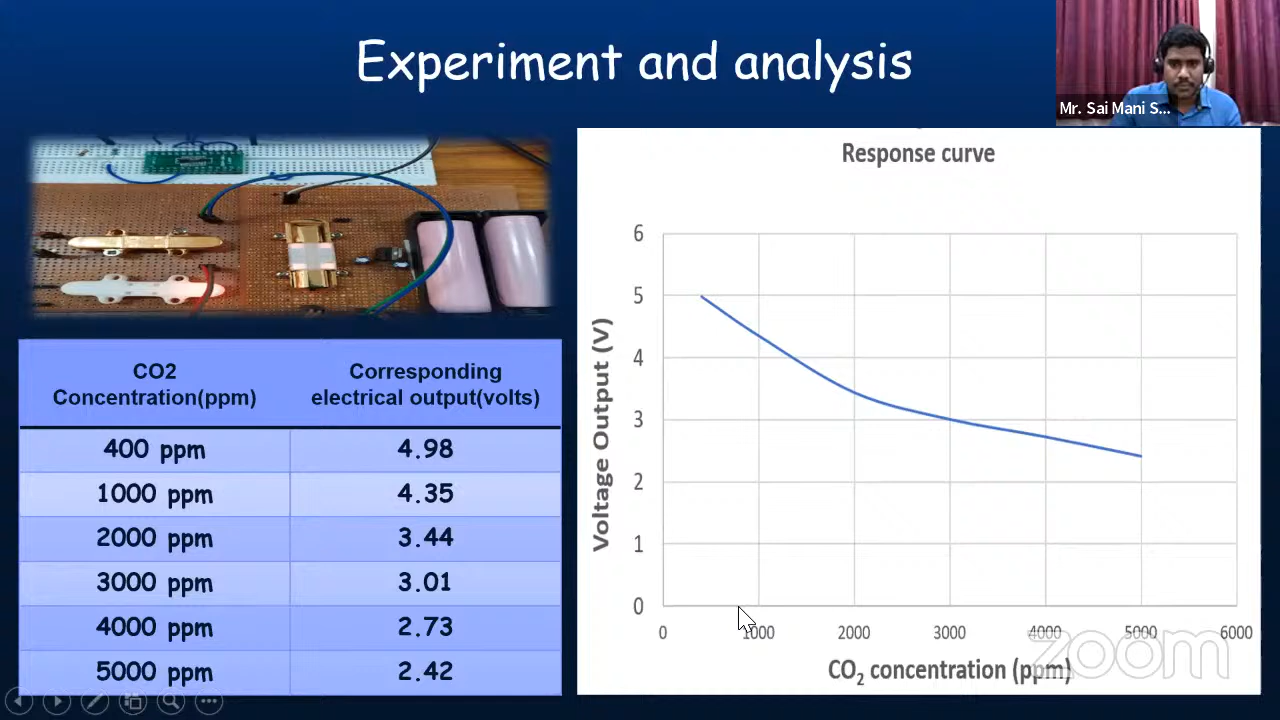 Experiment and analysis
Mr. Sai Mani S...
CO2
Concentration(ppm)
Corresponding
electrical output(volts)
400 ppm
4.98
1000 ppm
4.35
2000 ppm
3.44
3000 ppm
3.01
4000 ppm
2.73
5000 ppm
2.42
Response curve
Voltage Output (V)
6
5
4
3
2
1
0
0
1000
2000
3000
4000
5000
6000
CO₂ concentration (ppm)
zoom